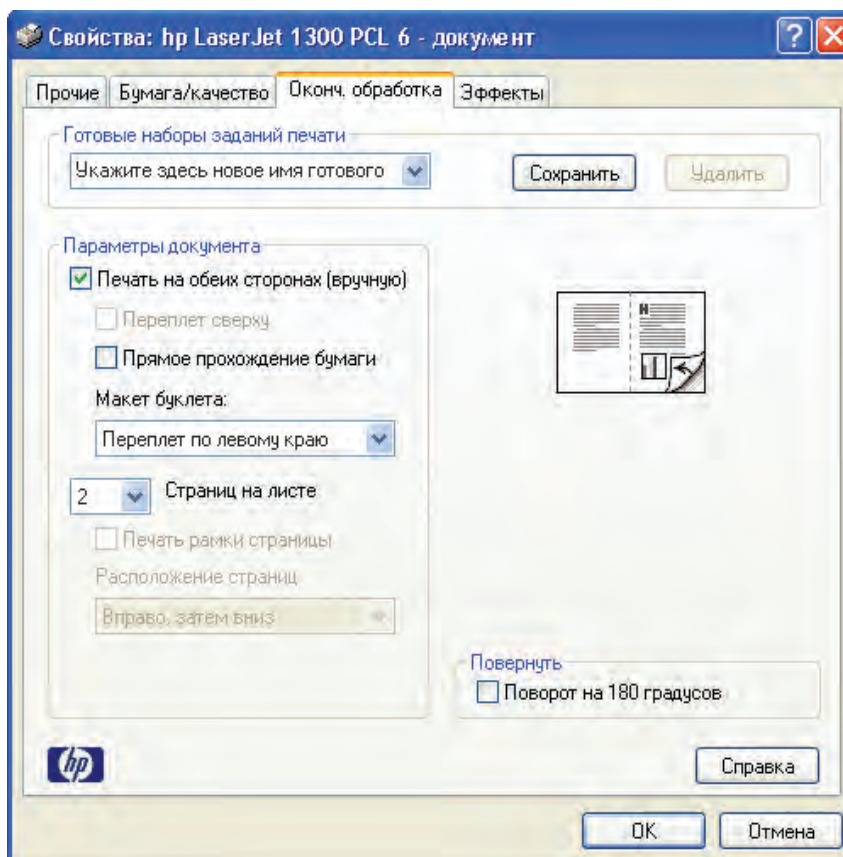 Свойства: hp LaserJet 1300 PCL 6 - документ
Прочие Бумага/качество Оконч. обработка Эффекты
Готовые наборы заданий печати
Укажите здесь новое имя готового
Сохранить
Удалить
Параметры документа
Печать на обеих сторонах (вручную)
Переплет сверху
Прямое прохождение бумаги
Макет буклета:
Переплет по левому краю
2 Страниц на листе
Печать рамки страницы
Расположение страниц
Вправо, затем вниз
Повернуть
Поворот на 180 градусов
hp
Справка
OK
Отмена